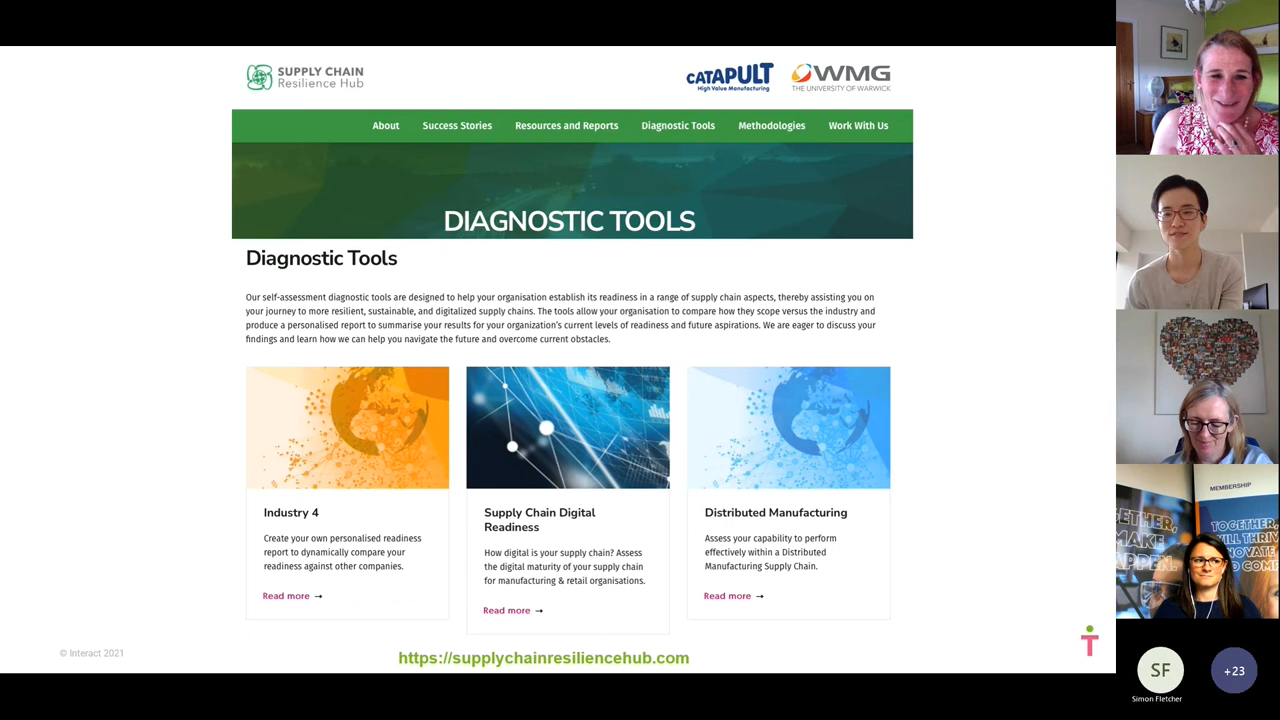 SUPPLY CHAIN
Resilience Hub
CATAPULT
High Value Manufacturing
WMG
THE UNIVERSITY OF WARWICK
About Success Stories Resources and Reports Diagnostic Tools Methodologies Work With Us
DIAGNOSTIC TOOLS
Diagnostic Tools
Our self-assessment diagnostic tools are designed to help your organisation establish its readiness in a range of supply chain aspects, thereby assisting you on
your journey to more resilient, sustainable, and digitalized supply chains. The tools allow your organisation to compare how they scope versus the industry and
produce a personalised report to summarise your results for your organization's current levels of readiness and future aspirations. We are eager to discuss your
findings and learn how we can help you navigate the future and overcome current obstacles.
Industry 4
Create your own personalised readiness
report to dynamically compare your
readiness against other companies.
Read more →
Supply Chain Digital
Readiness
How digital is your supply chain? Assess
the digital maturity of your supply chain
for manufacturing & retail organisations.
Read more →
Distributed Manufacturing
Assess your capability to perform
effectively within a Distributed
Manufacturing Supply Chain.
Read more →
© Interact 2021
https://supplychainresiliencehub.com
MEMBERSHIP
TOGETHER,
SF
+23
Simon Fletcher